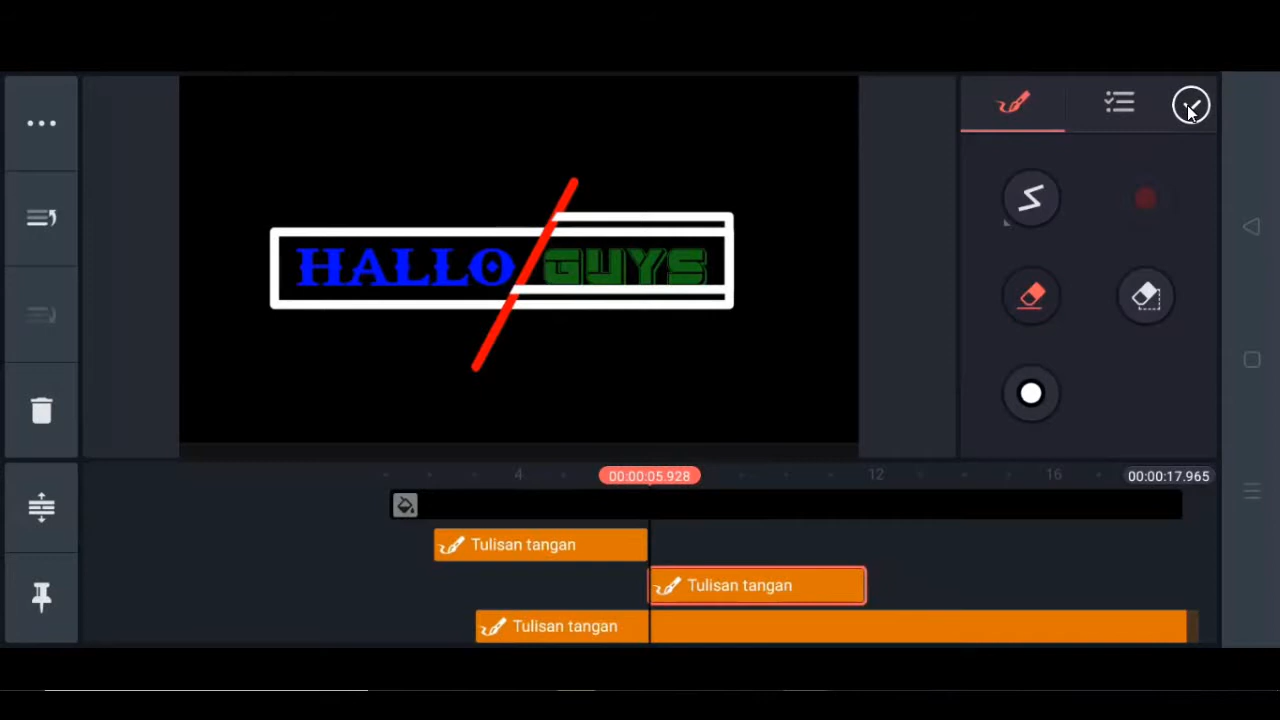 HALLO GUYS
4
00:00:05.928
12
16
00:00:17.965
Tulisan tangan
Tulisan tangan
Tulisan tangan